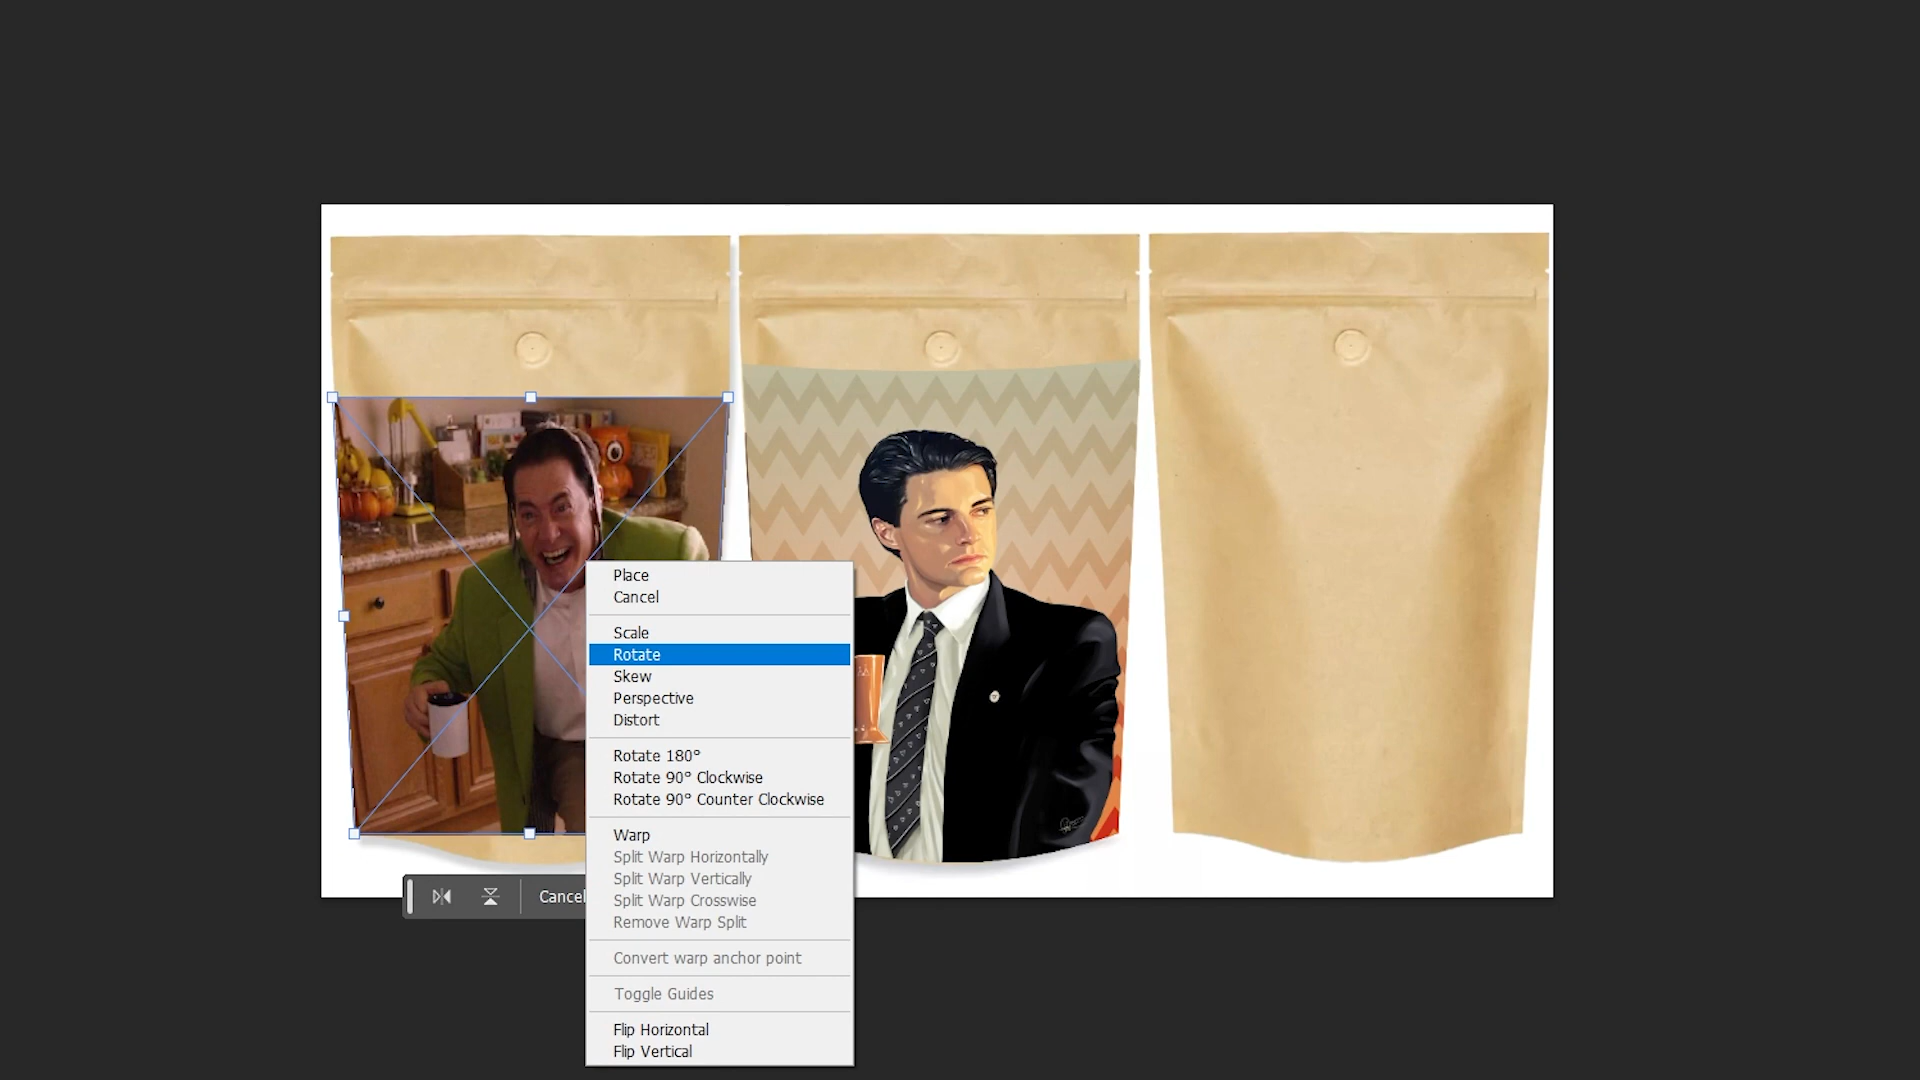 Place
Cancel
Scale
Rotate
Skew
Perspective
Distort
Rotate 180°
Rotate 90° Clockwise
Rotate 90° Counter Clockwise
Warp
Split Warp Horizontally
Split Warp Vertically
Split Warp Crosswise
Remove Warp Split
Convert warp anchor point
Toggle Guides
Flip Horizontal
Flip Vertical
Cancel